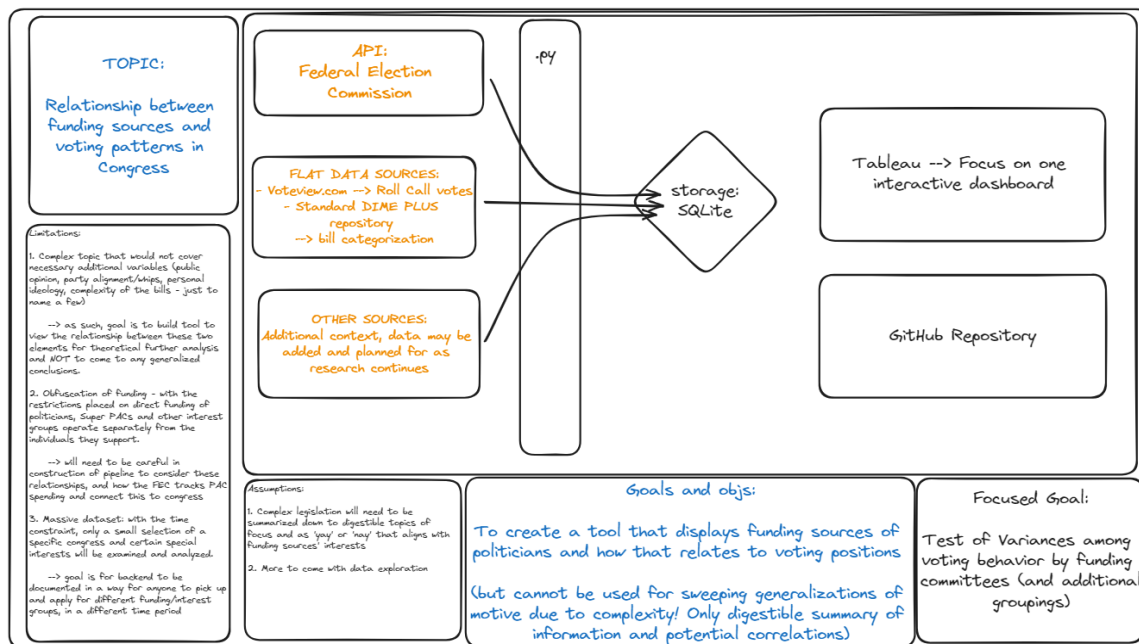 TOPIC:
Relationship between
funding sources and
voting patterns in
Congress
Limitations:
1. Complex topic that would not cover
necessary additional variables (public
opinion, party alignment/whips, personal
ideology, complexity of the bills - just to
name a few)
--> as such, goal is to build tool to
view the relationship between these two
elements for theoretical further analysis
and NOT to come to any generalized
conclusions.
2. Obfuscation of funding - with the
restrictions placed on direct funding of
politicians, Super PACs and other interest
groups operate separately from the
individuals they support.
--> will need to be careful in
construction of pipeline to consider these
relationships, and how the FEC tracks PAC
spending and connect this to congress
3. Massive dataset: with the time
constraint, only a small selection of a
specific congress and certain special
interests will be examined and analyzed.
--> goal is for backend to be
documented in a way for anyone to pick up
and apply for different funding/interest
groups, in a different time period
API:
Federal Election
Commission
FLAT DATA SOURCES:
- Voteview.com --> Roll Call votes
- Standard DIME PLUS
repository
--> bill categorization
OTHER SOURCES:
Additional context, data may be
added and planned for as
research continues
.py
storage:
SQLite
Tableau --> Focus on one
interactive dashboard
GitHub Repository
Assumptions:
1. Complex legislation will need to be
summarized down to digestible topics of
focus and as 'yay' or 'nay' that aligns with
funding sources' interests
2. More to come with data exploration
Goals and objs:
To create a tool that displays funding sources of
politicians and how that relates to voting positions
(but cannot be used for sweeping generalizations of
motive due to complexity! Only digestible summary of
information and potential correlations)
Focused Goal:
Test of Variances among
voting behavior by funding
committees (and additional
groupings)